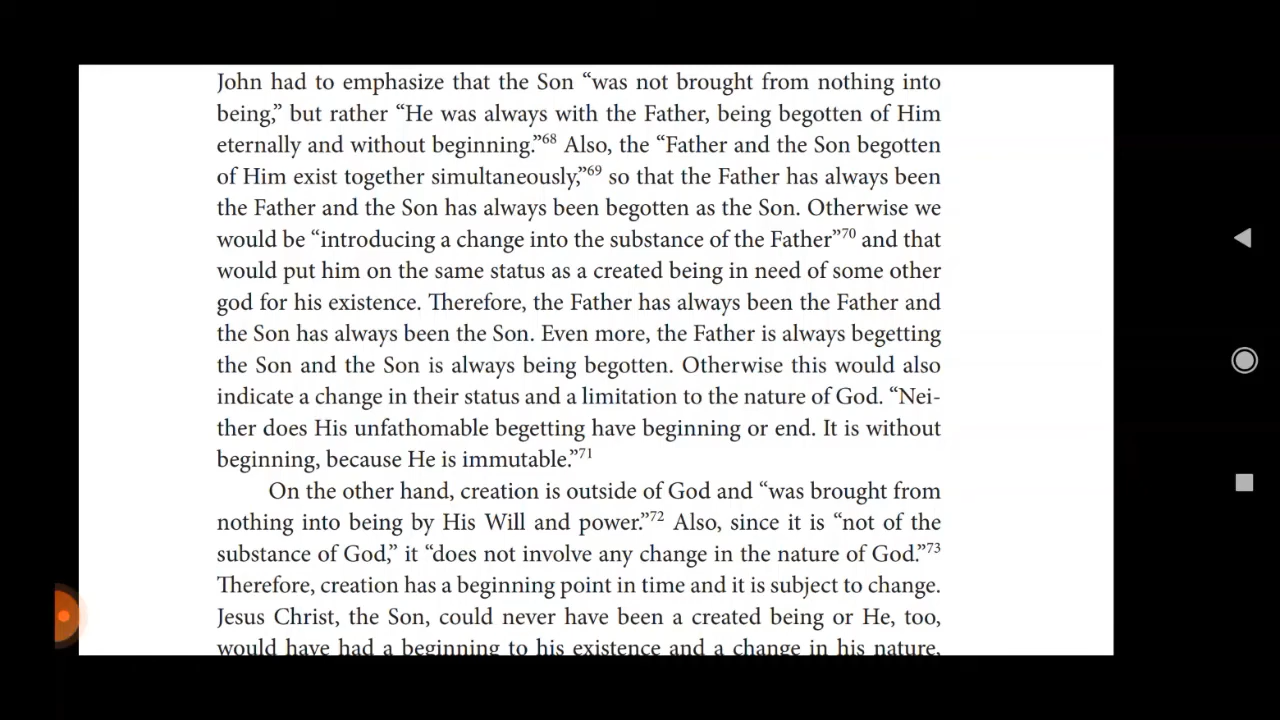 John had to emphasize that the Son “was not brought from nothing into
being,” but rather “He was always with the Father, being begotten of Him
eternally and without beginning.”68 Also, the “Father and the Son begotten
of Him exist together simultaneously,”69 so that the Father has always been
the Father and the Son has always been begotten as the Son. Otherwise we
would be “introducing a change into the substance of the Father”70 and that
would put him on the same status as a created being in need of some other
god for his existence. Therefore, the Father has always been the Father and
the Son has always been the Son. Even more, the Father is always begetting
the Son and the Son is always being begotten. Otherwise this would also
indicate a change in their status and a limitation to the nature of God. “Nei-
ther does His unfathomable begetting have beginning or end. It is without
beginning, because He is immutable.”71
On the other hand, creation is outside of God and “was brought from
nothing into being by His Will and power.”72 Also, since it is “not of the
substance of God,” it “does not involve any change in the nature of God.”73
Therefore, creation has a beginning point in time and it is subject to change.
Jesus Christ, the Son, could never have been a created being or He, too,
would have had a beginning to his existence and a change in his nature,